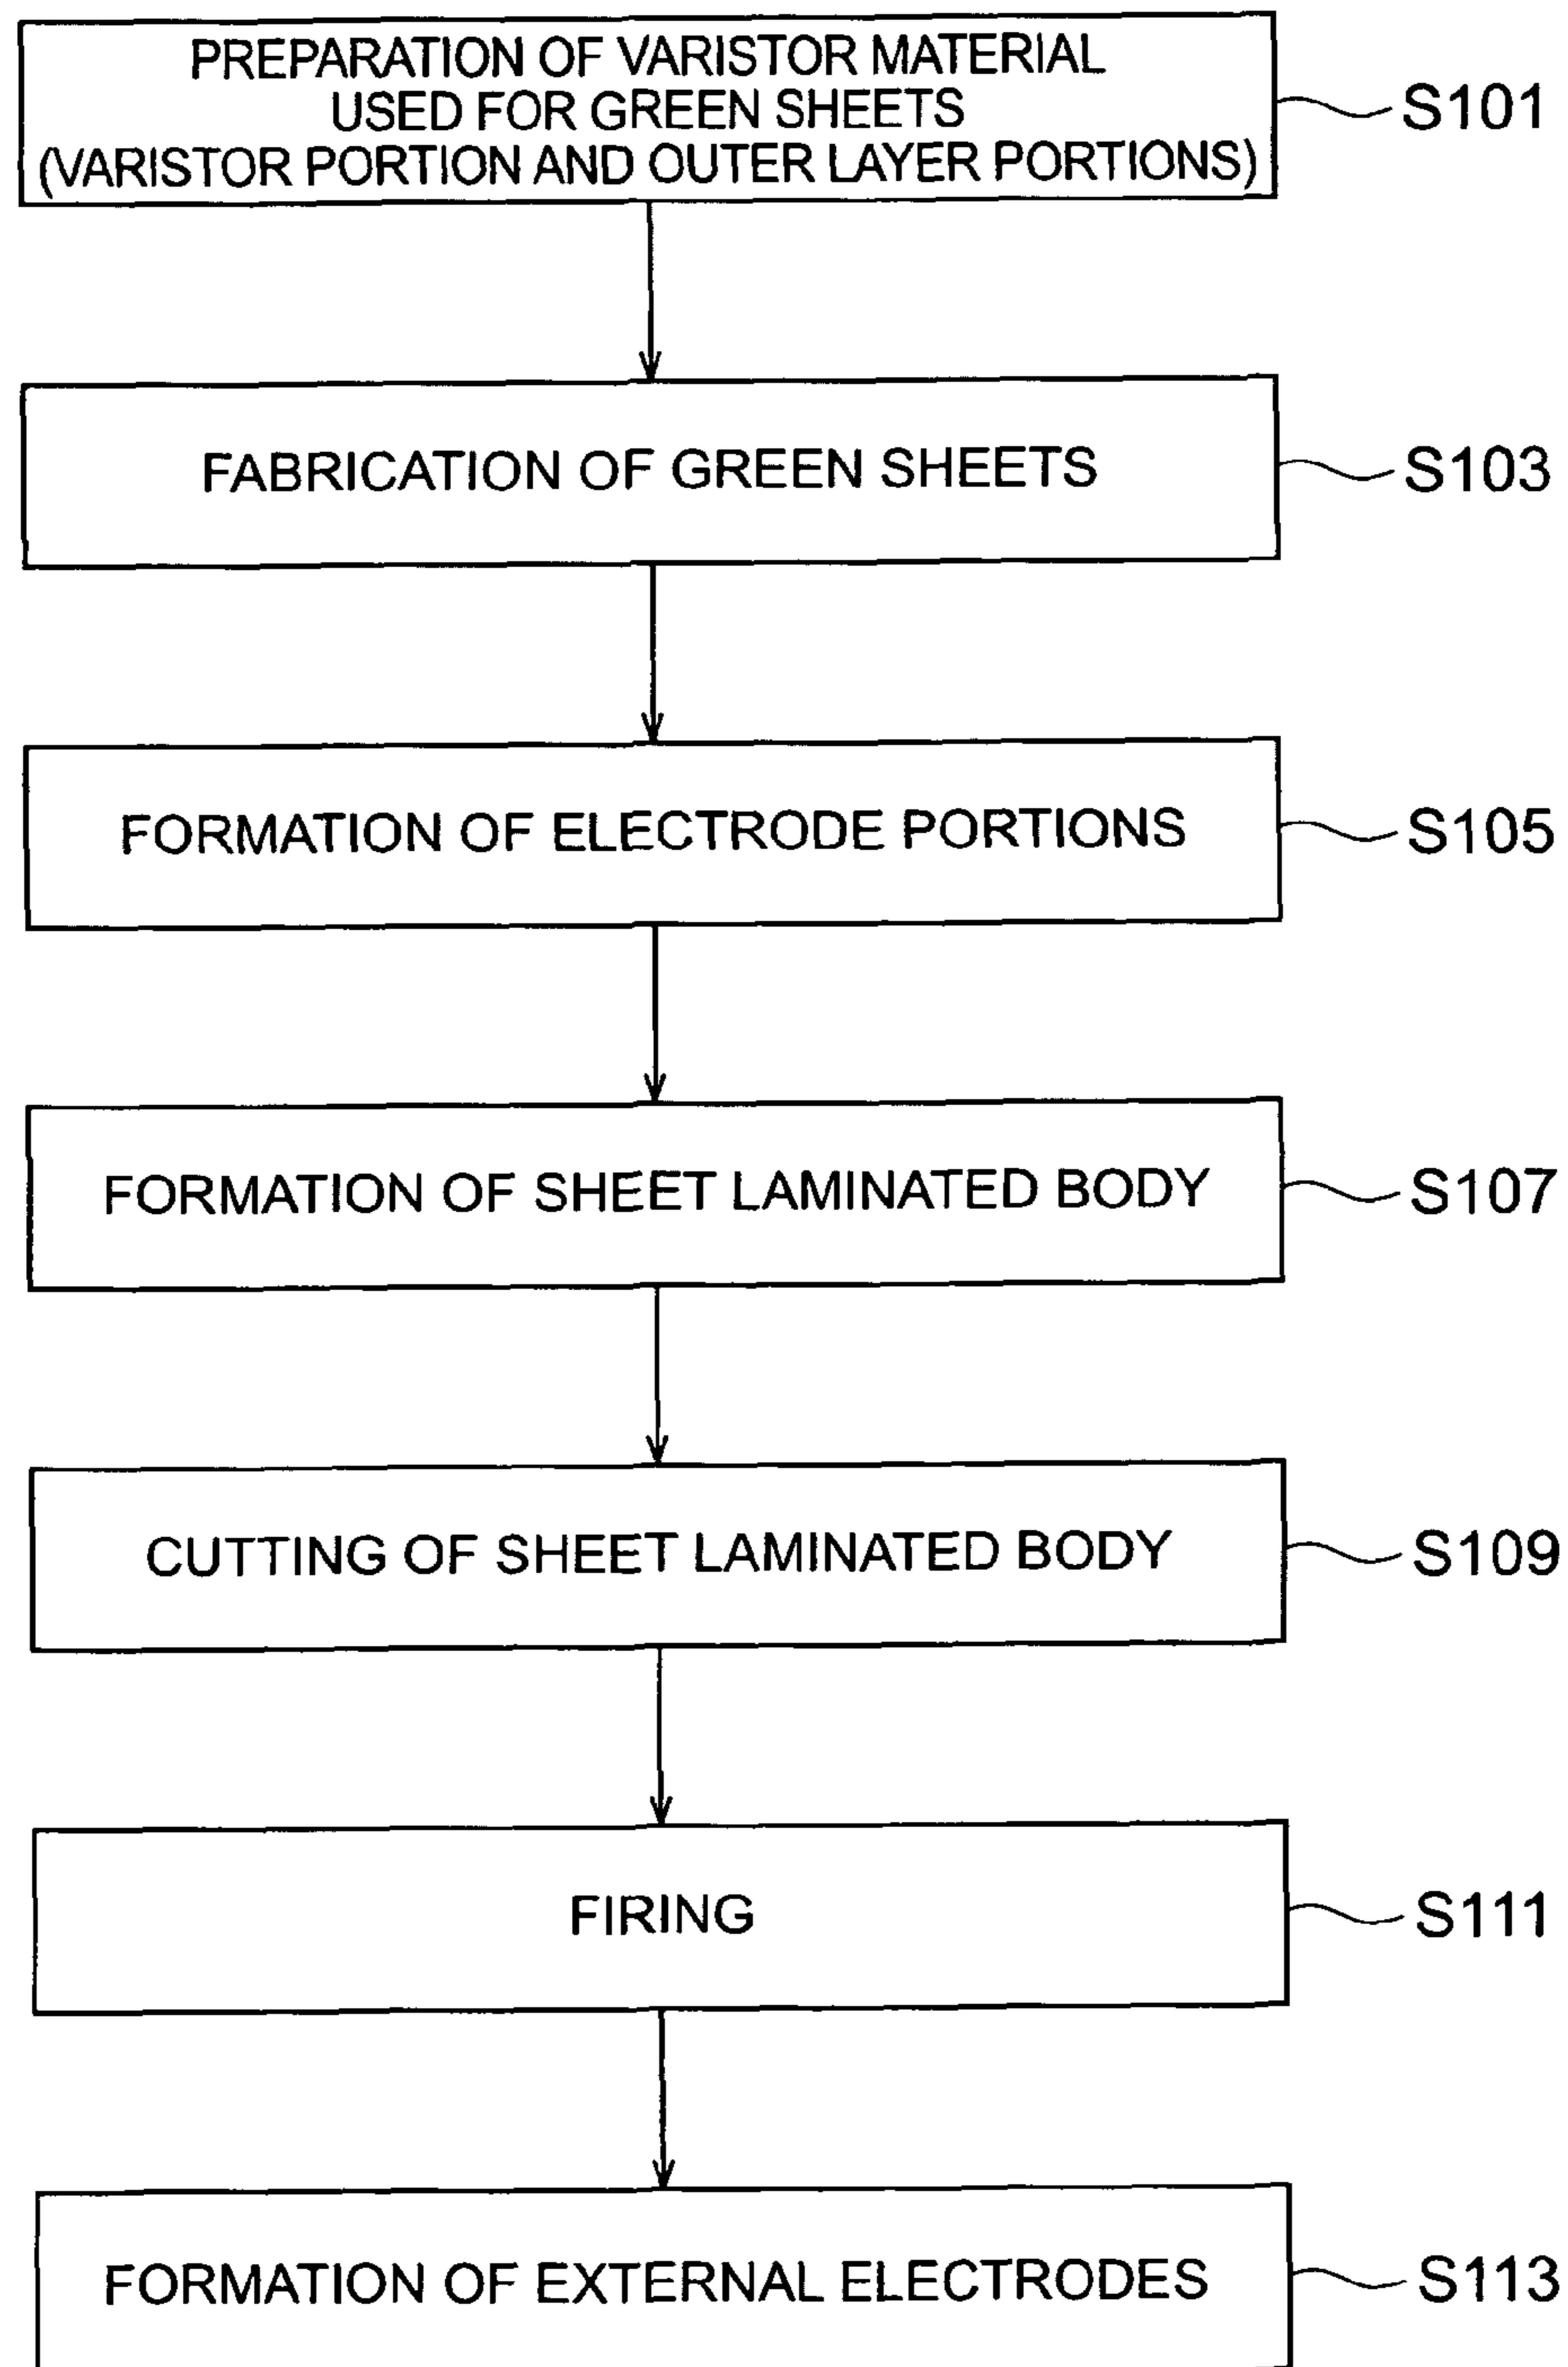 PREPARATION OF VARISTOR MATERIAL
USED FOR GREEN SHEETS
(VARISTOR PORTION AND OUTER LAYER PORTIONS)
S101
FABRICATION OF GREEN SHEETS
S103
FORMATION OF ELECTRODE PORTIONS
S105
FORMATION OF SHEET LAMINATED BODY
S107
CUTTING OF SHEET LAMINATED BODY
S109
FIRING
S111
FORMATION OF EXTERNAL ELECTRODES
S113